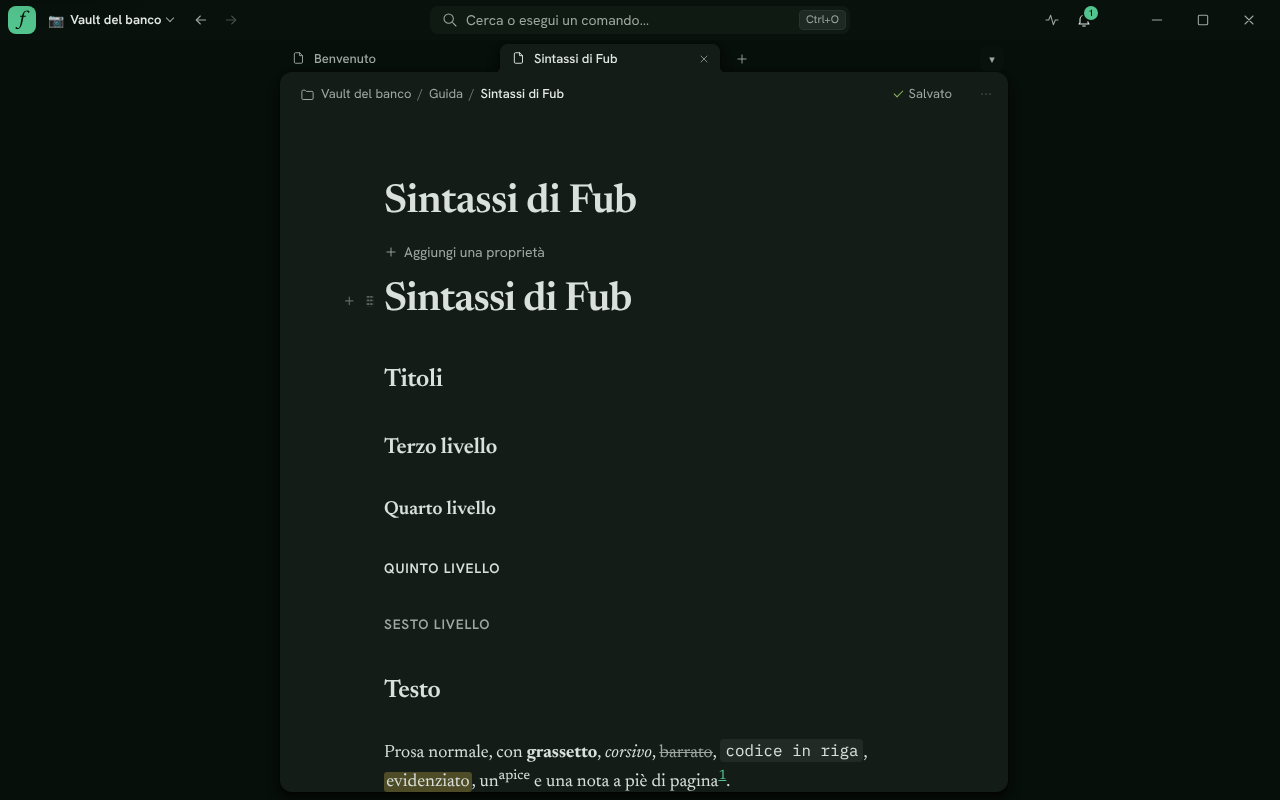 f Vault del banco Cerca o esegui un comando... Ctrl+O 1
Benvenuto Sintassi di Fub
Vault del banco / Guida / Sintassi di Fub Salvato
Sintassi di Fub
Aggiungi una proprietà
Sintassi di Fub
Titoli
Terzo livello
Quarto livello
QUINTO LIVELLO
SESTO LIVELLO
Testo
Prosa normale, con grassetto, corsivo, barrato, codice in riga,
evidenziato, unapice e una nota a piè di pagina1.